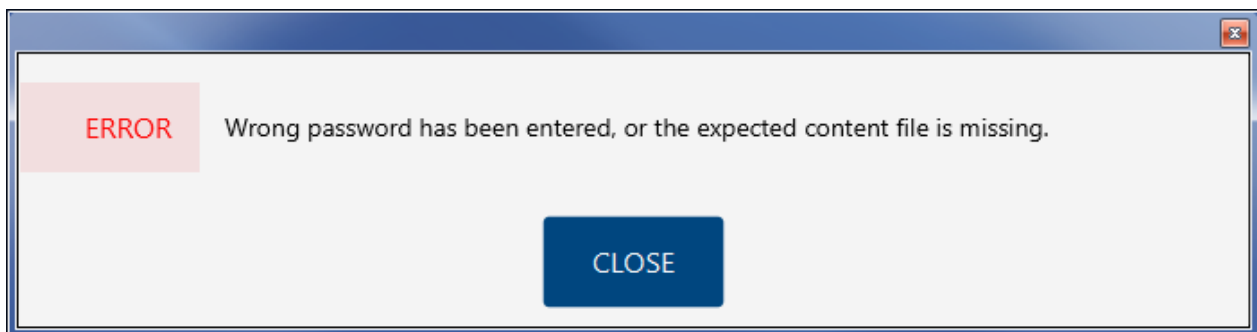 ERROR Wrong password has been entered, or the expected content file is missing.
CLOSE